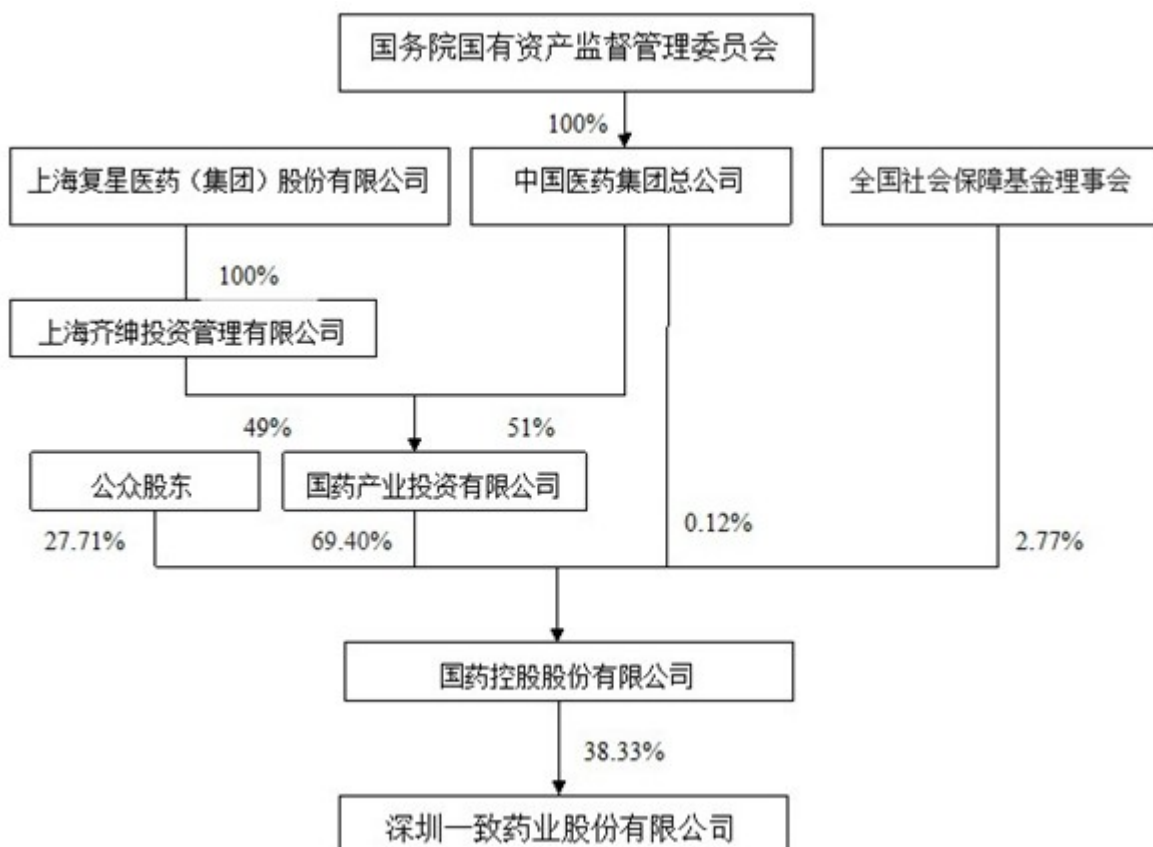 国务院国有资产监督管理委员会
100%
上海复星医药（集团）股份有限公司
中国医药集团总公司
全国社会保障基金理事会
100%
上海齐绅投资管理有限公司
49%
51%
公众股东
国药产业投资有限公司
27.71%
69.40%
0.12%
2.77%
国药控股股份有限公司
38.33%
深圳一致药业股份有限公司